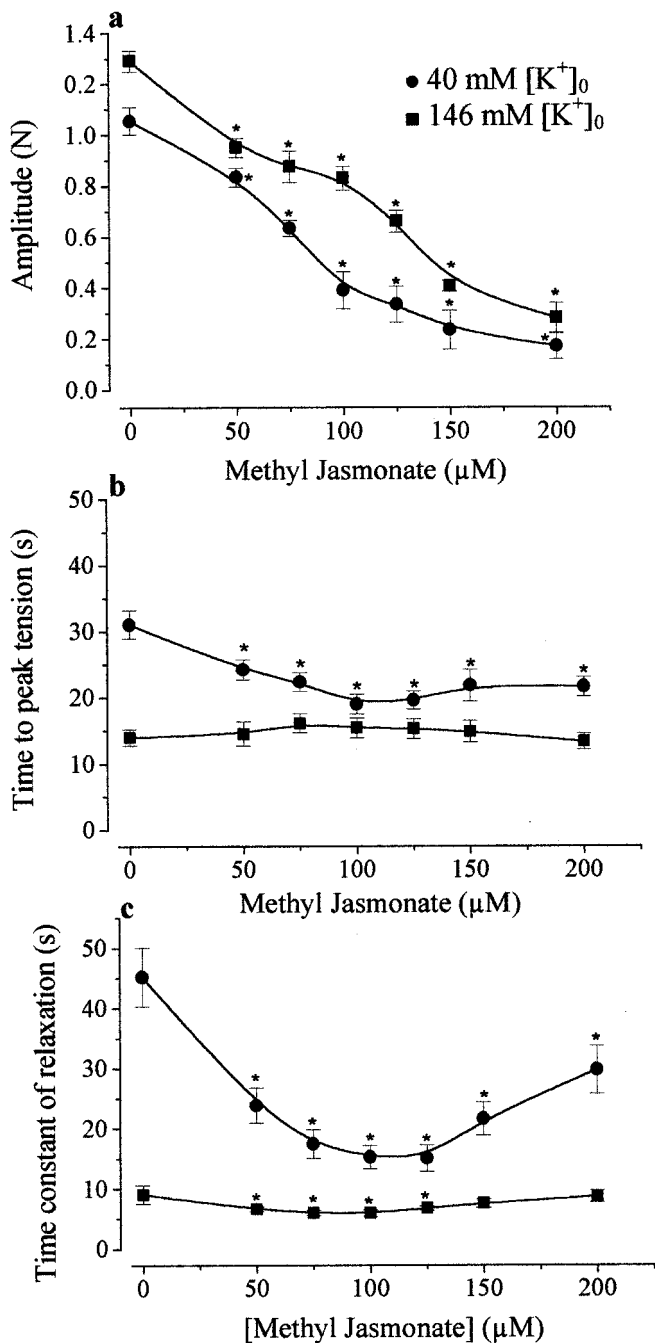 a
1.4
0.2
1.0
0.8
0.6
0.4
0.2
0.0
Amplitude (N)
40 mM [K⁺]₀
146 mM [K⁺]₀
* * * * * *
* * * * * *
0 50 100 150 200
Methyl Jasmonate (µM)
b
50
40
30
20
10
0
Time to peak tension (s)
* * * * * *
0 50 100 150 200
Methyl Jasmonate (µM)
c
50
40
30
20
10
0
Time constant of relaxation (s)
* * * * * *
* * * *
0 50 100 150 200
[Methyl Jasmonate] (µM)